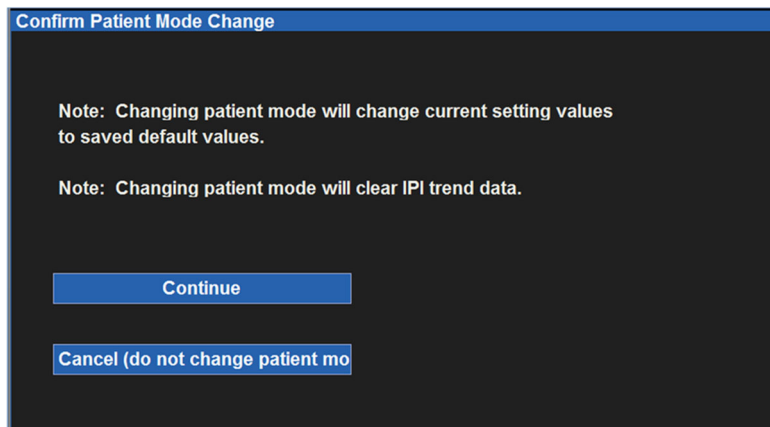 Confirm Patient Mode Change
Note: Changing patient mode will change current setting values
to saved default values.
Note: Changing patient mode will clear IPI trend data.
Continue
Cancel (do not change patient mo